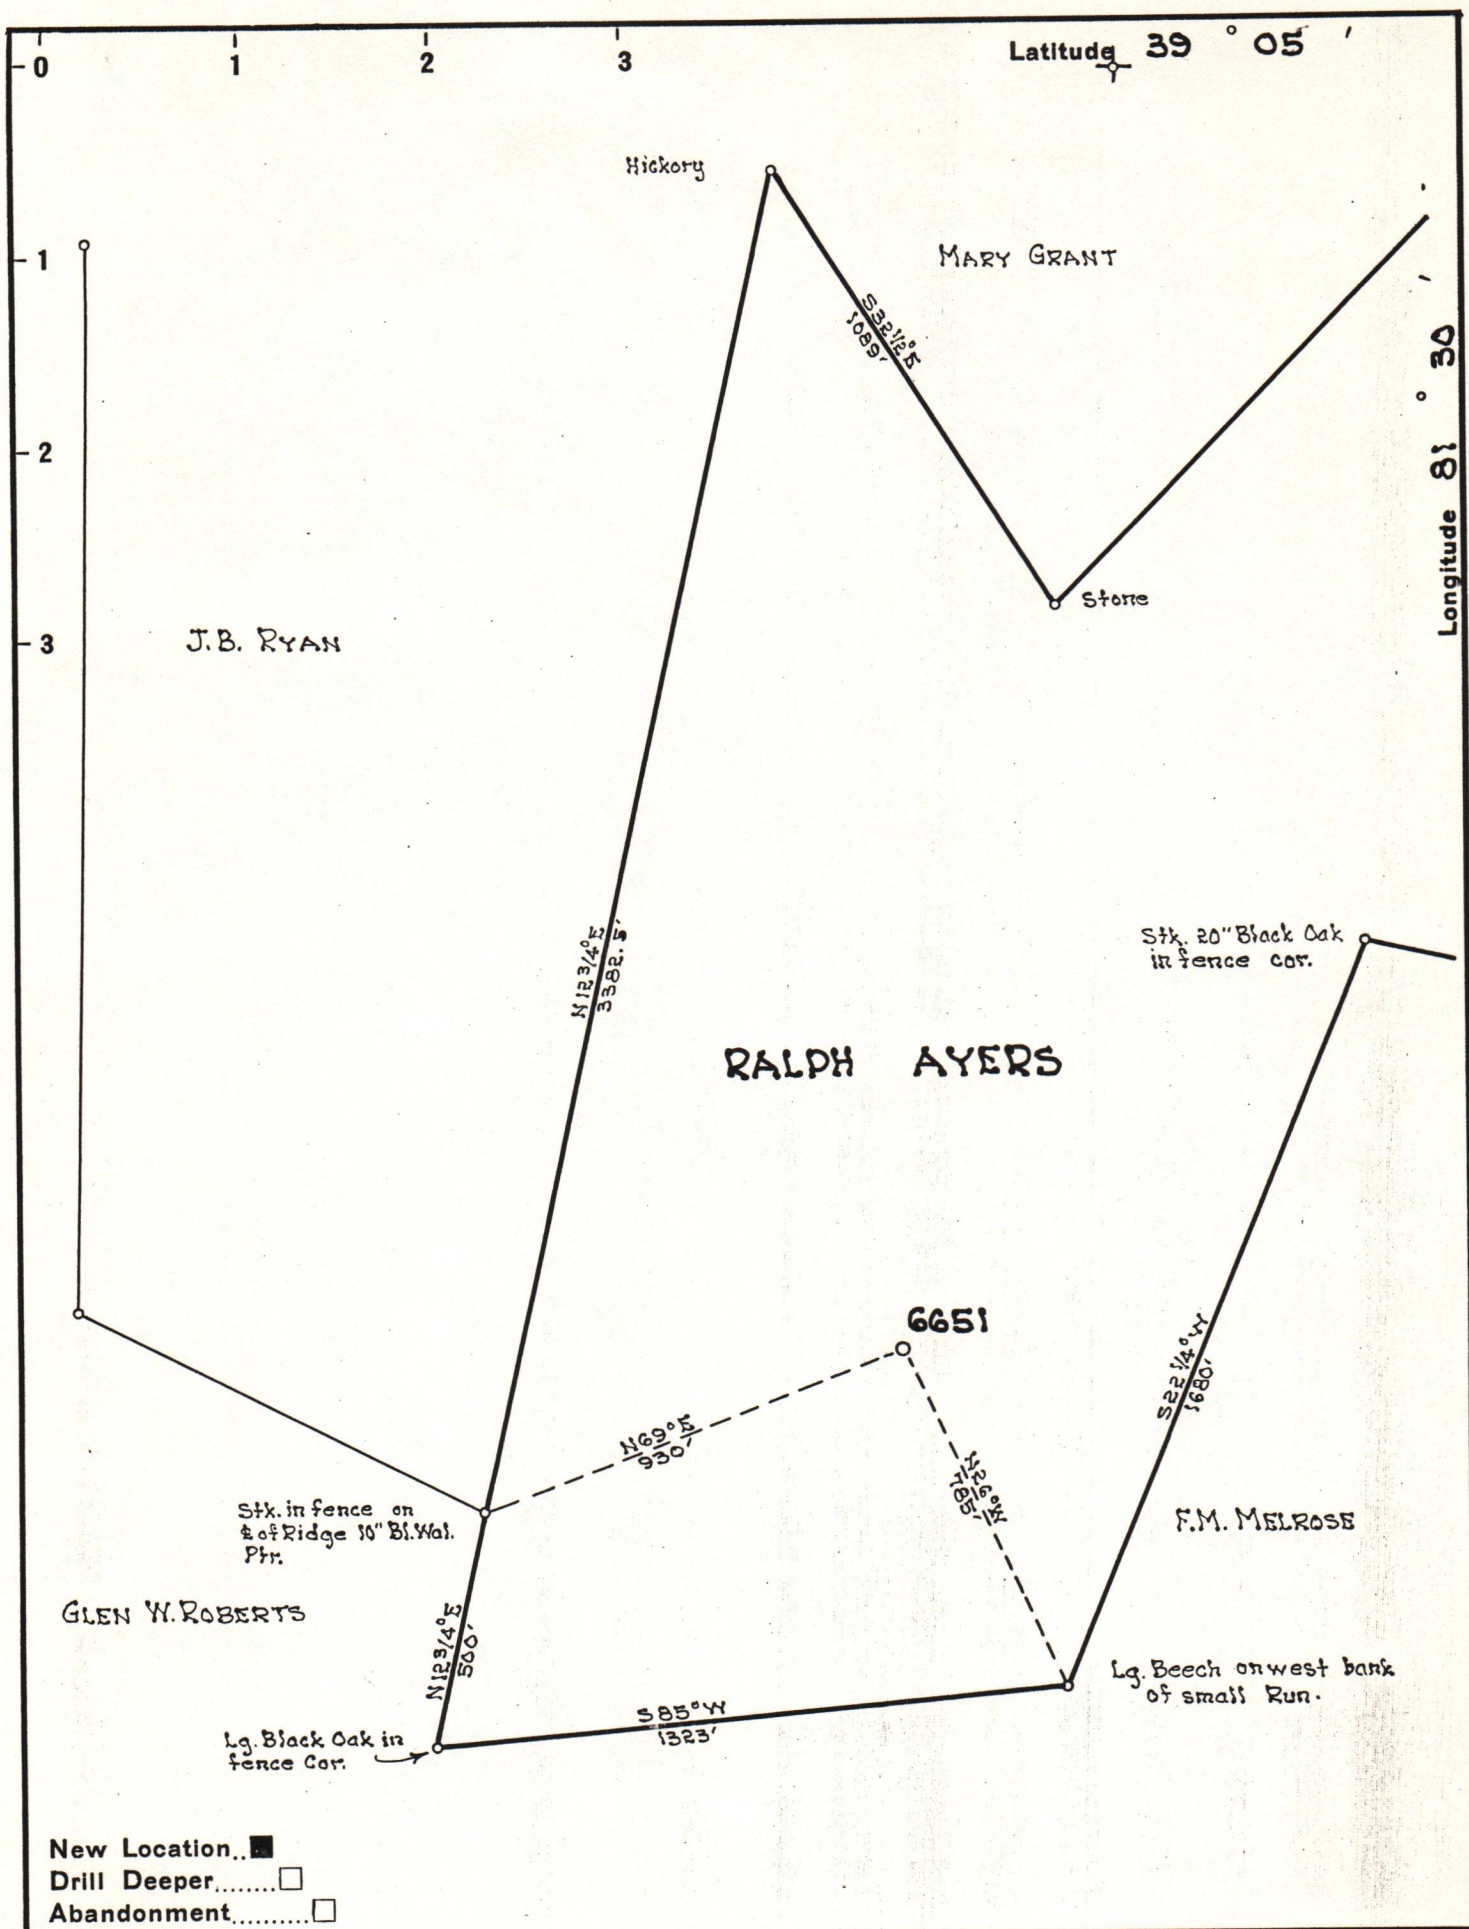 0
1
2
3
Latitude 39 ° 05 '
Hickory
1
MARY GRANT
S32 1/2°E
1089'
Longitude 81 ° 30 '
2
Stone
3
J.B. RYAN
Stk. 20" Black Oak
in fence cor.
N 12 3/4°E
3382.5'
RALPH AYERS
6651
S22 1/4°W
1680'
N69°E
930'
N26°W
785'
Stk. in fence on
℄ of Ridge 10" Bl. Wal.
Ptr.
F.M. MELROSE
GLEN W. ROBERTS
N 12 3/4°E
500'
Lg. Beech on west bank
of small Run.
S85°W
1323'
Lg. Black Oak in
fence Cor.
New Location..■
Drill Deeper........□
Abandonment..........□